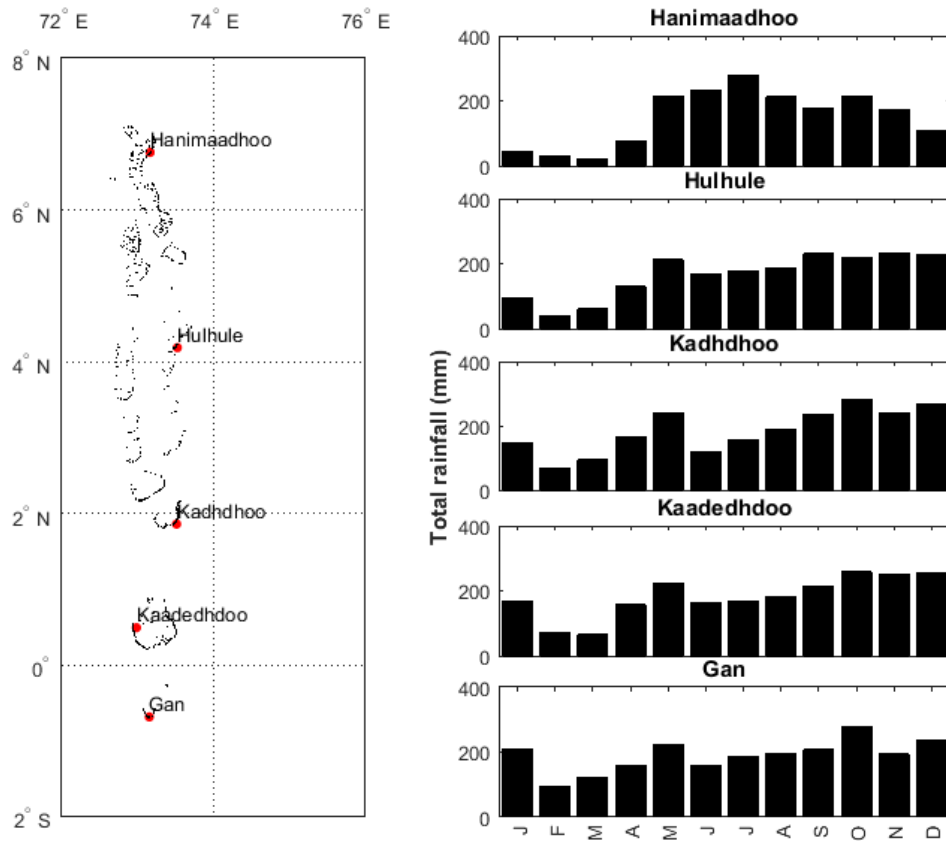 72° E 74° E 76° E
8° N
Hanimaadhoo
6° N
Hulhule
4° N
Kadhdhoo
2° N
Kaadedhdoo
0°
Gan
2° S
Total rainfall (mm)
Hanimaadhoo
400
200
0
Hulhule
400
200
0
Kadhdhoo
400
200
0
Kaadedhdoo
400
200
0
Gan
400
200
0
J F M A M J J A S O N D